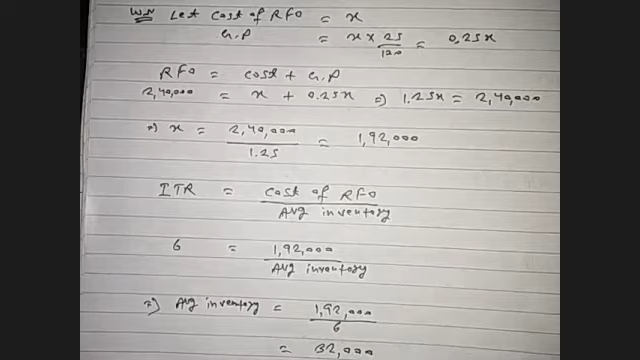 W.N Let Cost of RFO = x
G.P = x × 25/100 = 0.25x
RFO = cost + G.P
2,40,000 = x + 0.25x ⇒ 1.25x = 2,40,000
⇒ x = 2,40,000/1.25 = 1,92,000
ITR = Cost of RFO/Avg inventory
6 = 1,92,000/Avg inventory
⇒ Avg inventory = 1,92,000/6
= 32,000